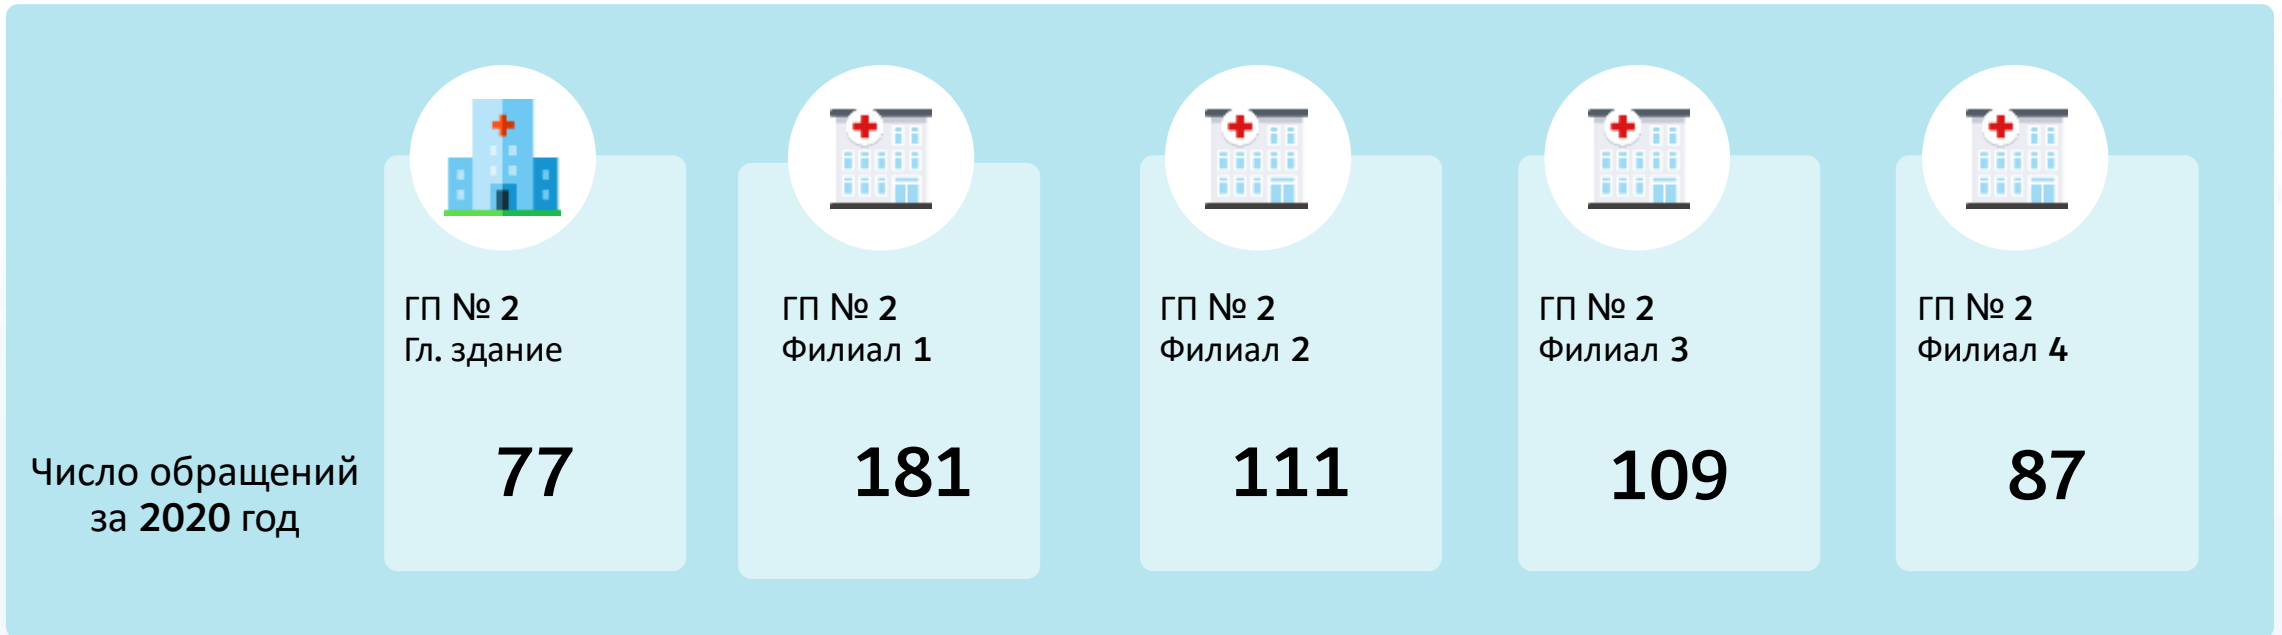 ГП № 2
Гл. здание
77
ГП № 2
Филиал 1
181
ГП № 2
Филиал 2
111
ГП № 2
Филиал 3
109
ГП № 2
Филиал 4
87
Число обращений
за 2020 год